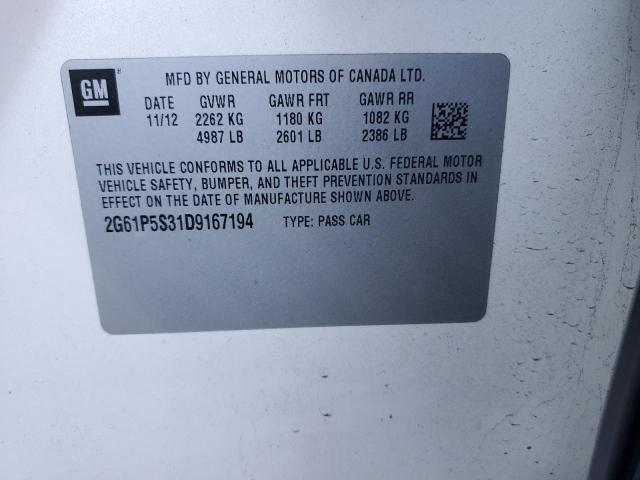 GM
MFD BY GENERAL MOTORS OF CANADA LTD.
DATE GVWR GAWR FRT GAWR RR
11/12 2262 KG 1180 KG 1082 KG
4987 LB 2601 LB 2386 LB
THIS VEHICLE CONFORMS TO ALL APPLICABLE U.S. FEDERAL MOTOR
VEHICLE SAFETY, BUMPER, AND THEFT PREVENTION STANDARDS IN
EFFECT ON THE DATE OF MANUFACTURE SHOWN ABOVE.
2G61P5S31D9167194 TYPE: PASS CAR